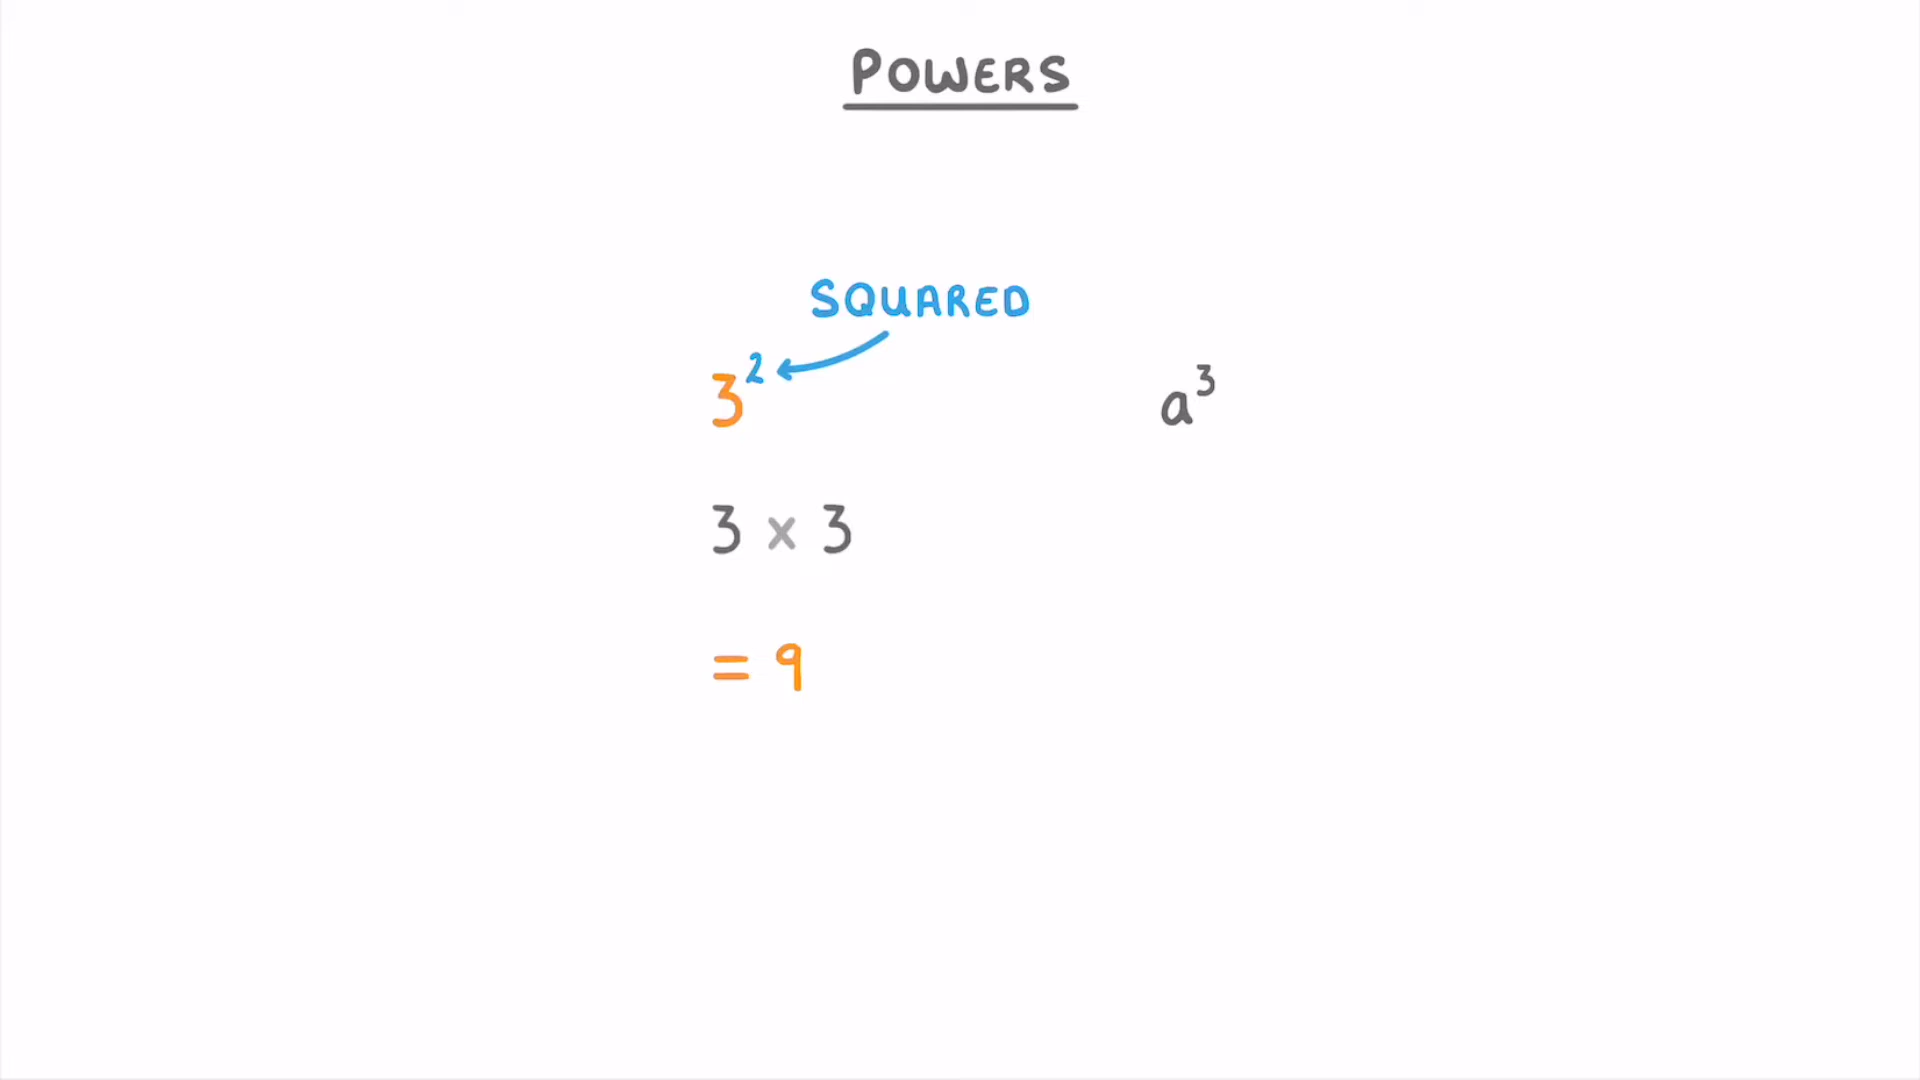 POWERS
SQUARED
3² a³
3 × 3
= 9